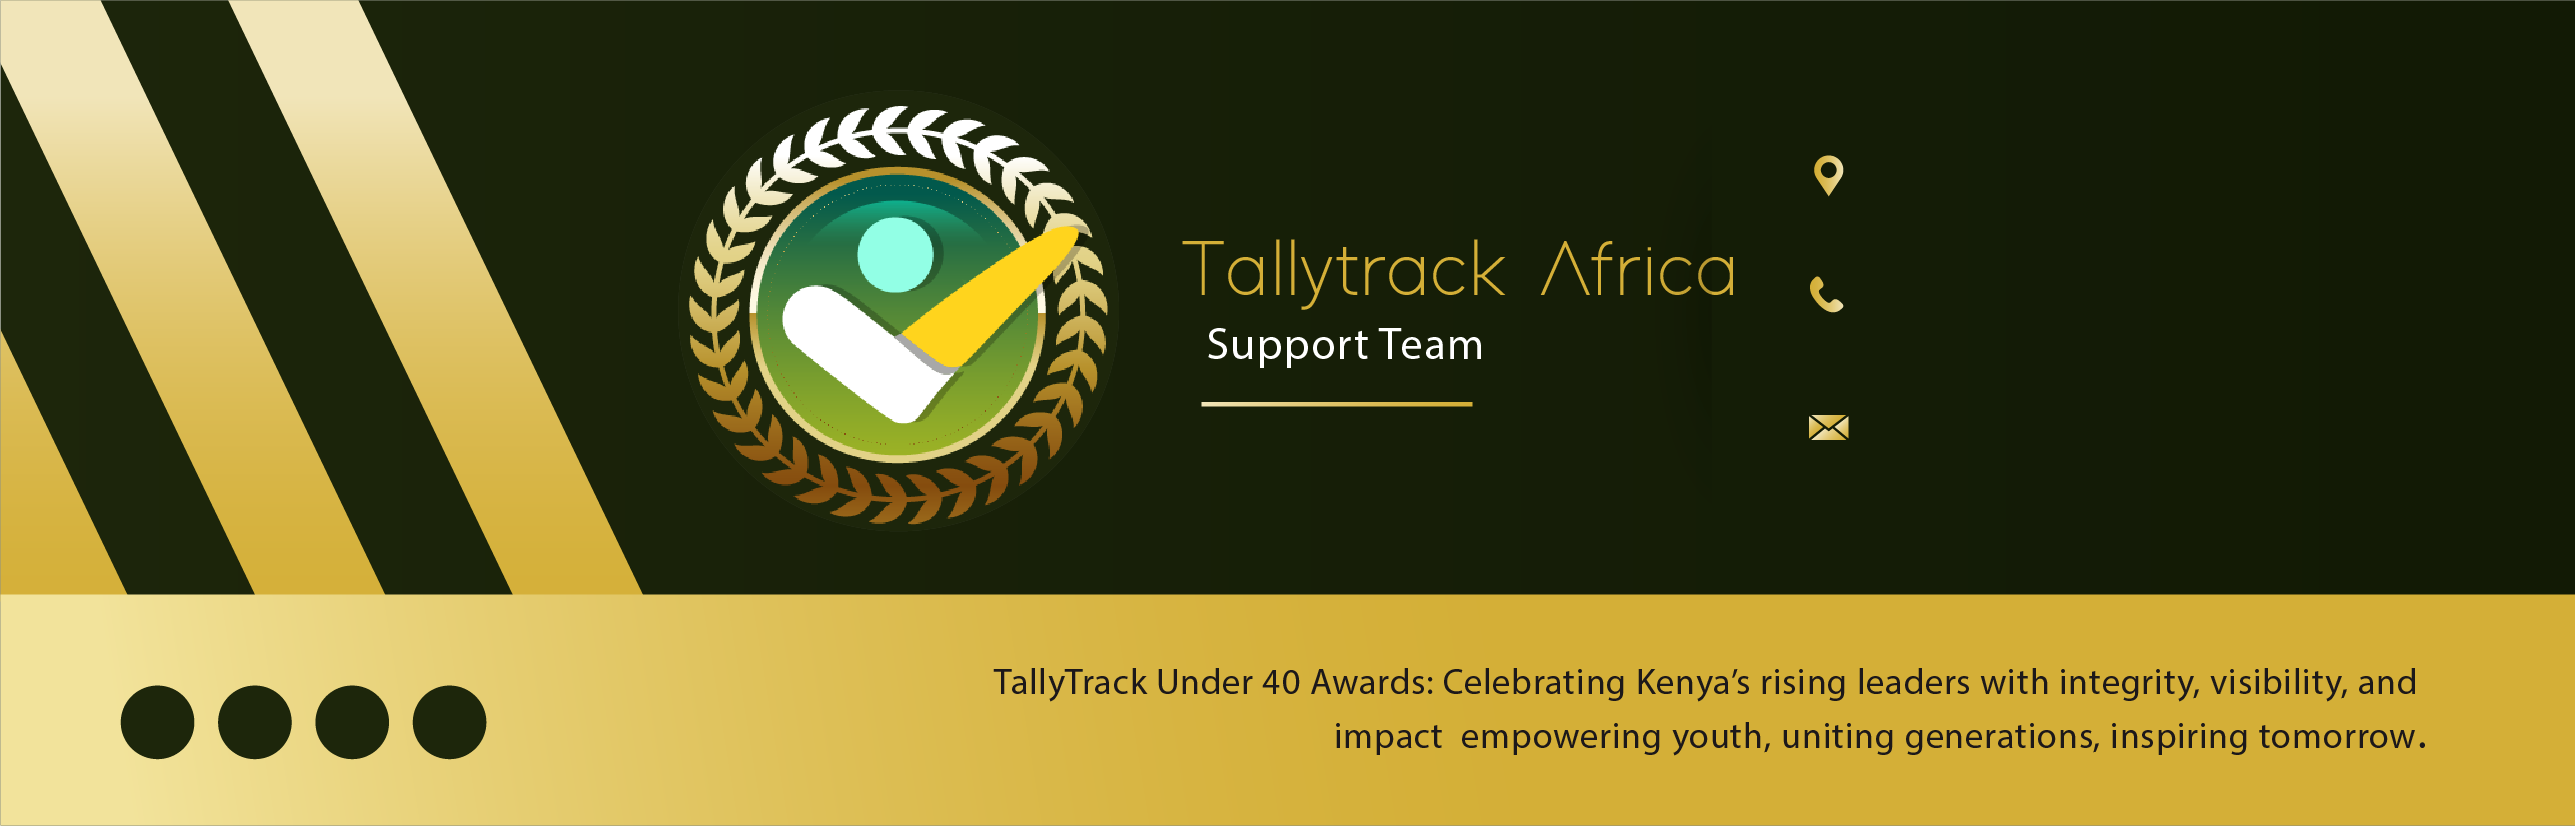 Tallytrack Africa
Support Team
TallyTrack Under 40 Awards: Celebrating Kenya’s rising leaders with integrity, visibility, and
impact  empowering youth, uniting generations, inspiring tomorrow.